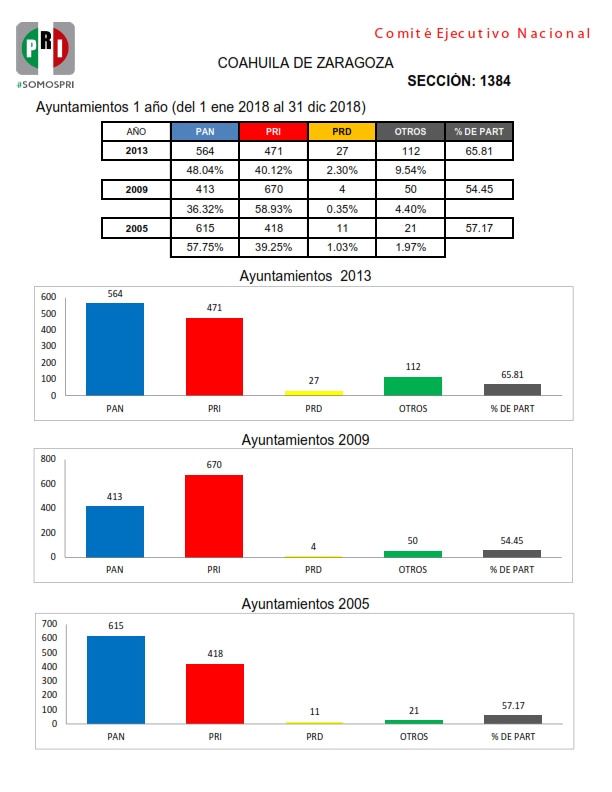 PRI
#SOMOSPRI
Comité Ejecutivo Nacional
COAHUILA DE ZARAGOZA
SECCIÓN: 1384
Ayuntamientos 1 año (del 1 ene 2018 al 31 dic 2018)
AÑO PAN PRI PRD OTROS % DE PART
2013 564 471 27 112 65.81
48.04% 40.12% 2.30% 9.54%
2009 413 670 4 50 54.45
36.32% 58.93% 0.35% 4.40%
2005 615 418 11 21 57.17
57.75% 39.25% 1.03% 1.97%
Ayuntamientos 2013
600
500
400
300
200
100
0
564 471 27 112 65.81
PAN PRI PRD OTROS % DE PART
Ayuntamientos 2009
800
600
400
200
0
413 670 4 50 54.45
PAN PRI PRD OTROS % DE PART
Ayuntamientos 2005
700
600
500
400
300
200
100
0
615 418 11 21 57.17
PAN PRI PRD OTROS % DE PART